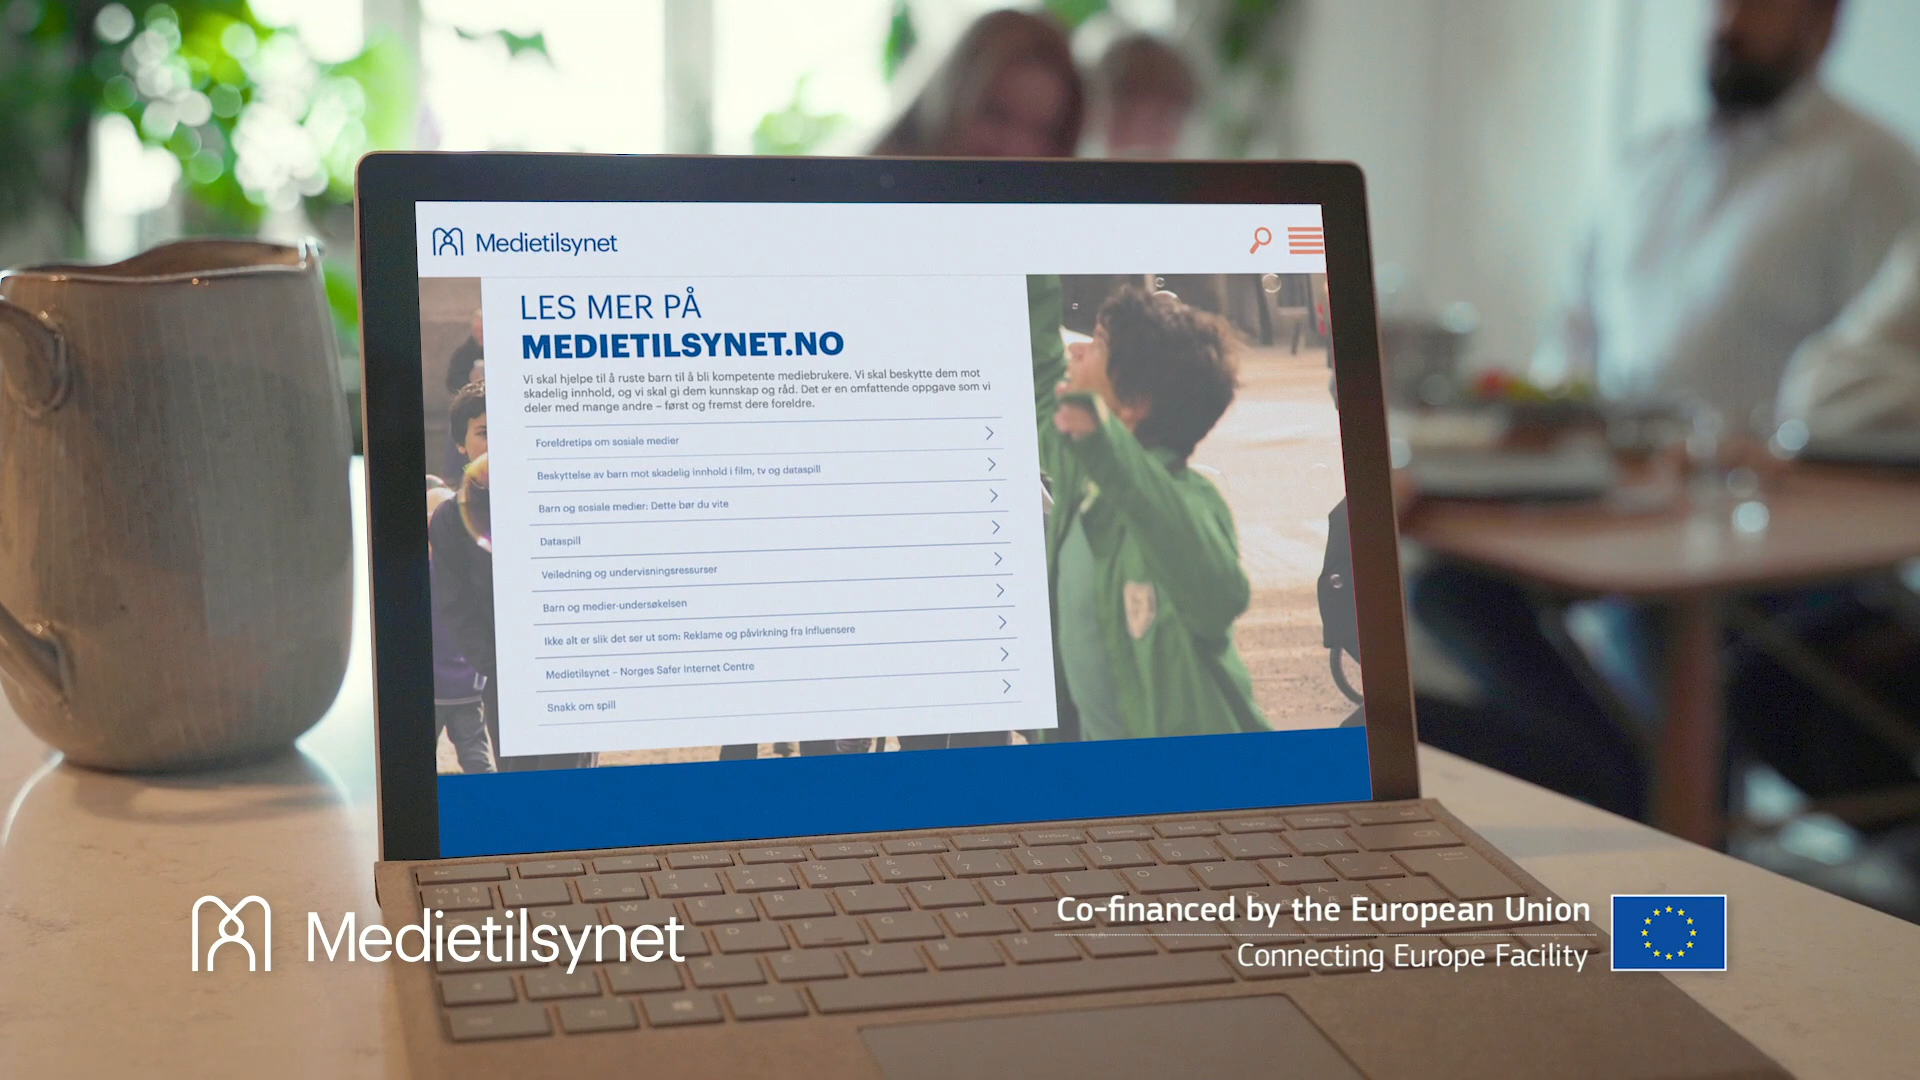 Medietilsynet
LES MER PÅ
MEDIETILSYNET.NO
Vi skal hjelpe til å ruste barn til å bli kompetente mediebrukere. Vi skal beskytte dem mot
skadelig innhold, og vi skal gi dem kunnskap og råd. Det er en omfattende oppgave som vi
deler med mange andre – først og fremst dere foreldre.
Foreldretips om sosiale medier
Beskyttelse av barn mot skadelig innhold i film, tv og dataspill
Barn og sosiale medier: Dette bør du vite
Dataspill
Veiledning og undervisningsressurser
Barn og medier-undersøkelsen
Ikke alt er slik det ser ut som: Reklame og påvirkning fra influensere
Medietilsynet – Norges Safer Internet Centre
Snakk om spill
Medietilsynet
Co-financed by the European Union
Connecting Europe Facility